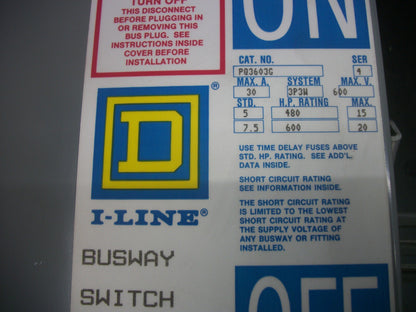 TURN OFF
THIS DISCONNECT
BEFORE PLUGGING IN
OR REMOVING THIS
BUS PLUG. SEE
INSTRUCTIONS INSIDE
COVER BEFORE
INSTALLATION
ON
CAT. NO. SER
PQ3603G 4
MAX. A. SYSTEM MAX. V
30 3P3W 600
STD. H.P. RATING MAX.
5 480 15
7.5 600 20
D
®
I-LINE®
USE TIME DELAY FUSES ABOVE
STD. HP. RATING. SEE ADD'L.
DATA INSIDE.
SHORT CIRCUIT RATING
SEE INFORMATION INSIDE.
THE SHORT CIRCUIT RATING
IS LIMITED TO THE LOWEST
SHORT CIRCUIT RATING AT
THE SUPPLY VOLTAGE OF
ANY BUSWAY OR FITTING
INSTALLED.
BUSWAY
SWITCH
OFF